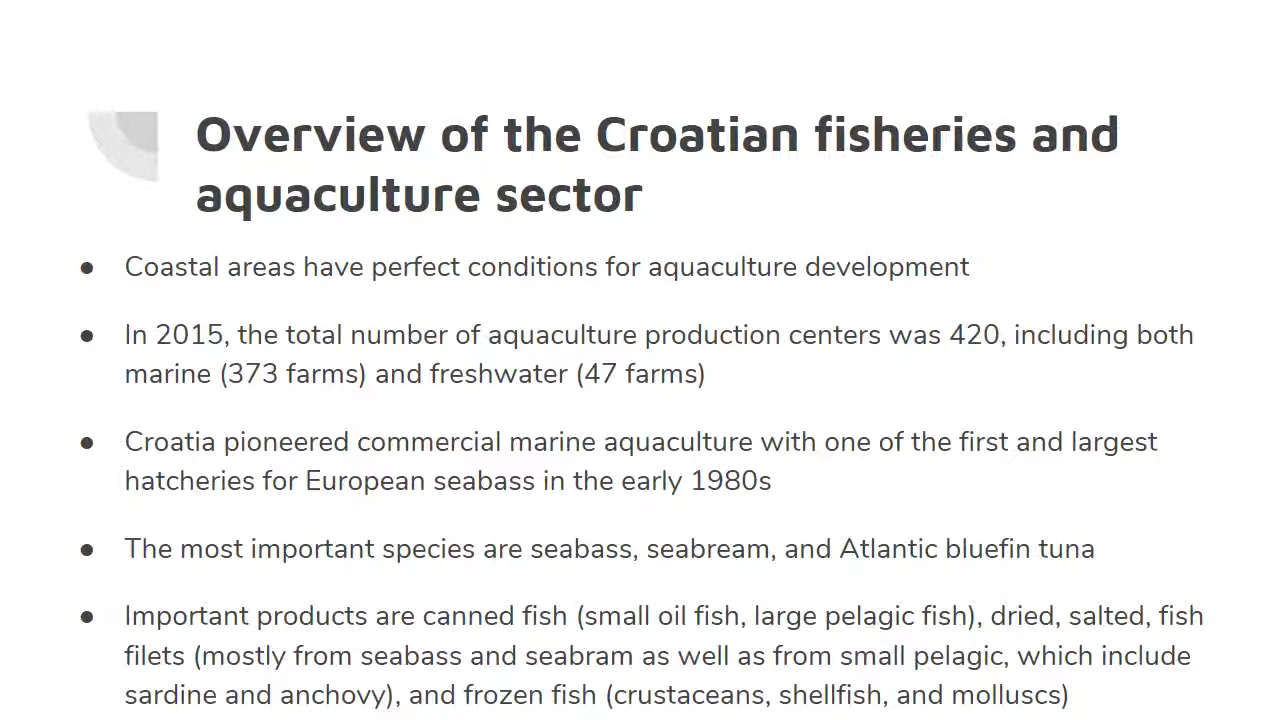 Overview of the Croatian fisheries and
aquaculture sector
● Coastal areas have perfect conditions for aquaculture development
● In 2015, the total number of aquaculture production centers was 420, including both
marine (373 farms) and freshwater (47 farms)
● Croatia pioneered commercial marine aquaculture with one of the first and largest
hatcheries for European seabass in the early 1980s
● The most important species are seabass, seabream, and Atlantic bluefin tuna
● Important products are canned fish (small oil fish, large pelagic fish), dried, salted, fish
filets (mostly from seabass and seabram as well as from small pelagic, which include
sardine and anchovy), and frozen fish (crustaceans, shellfish, and molluscs)